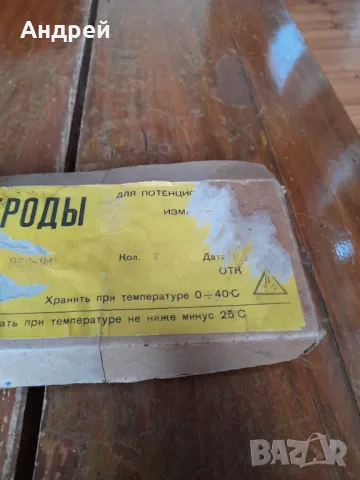 Андрей
РОДЫ
ДЛЯ ПОТЕНЦИО
ИЗМ
Кол. 2 Дата
ОТК
Хранить при температуре 0÷40°C
ать при температуре не ниже минус 25°C
BAZAR